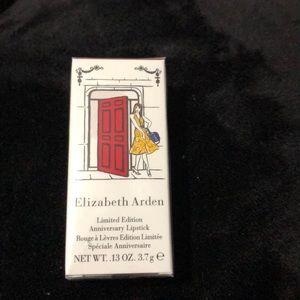 Elizabeth Arden
Limited Edition
Anniversary Lipstick
Rouge à Lèvres Edition Limitée
Spéciale Anniversaire
NET WT. .13 OZ. 3.7g ℮